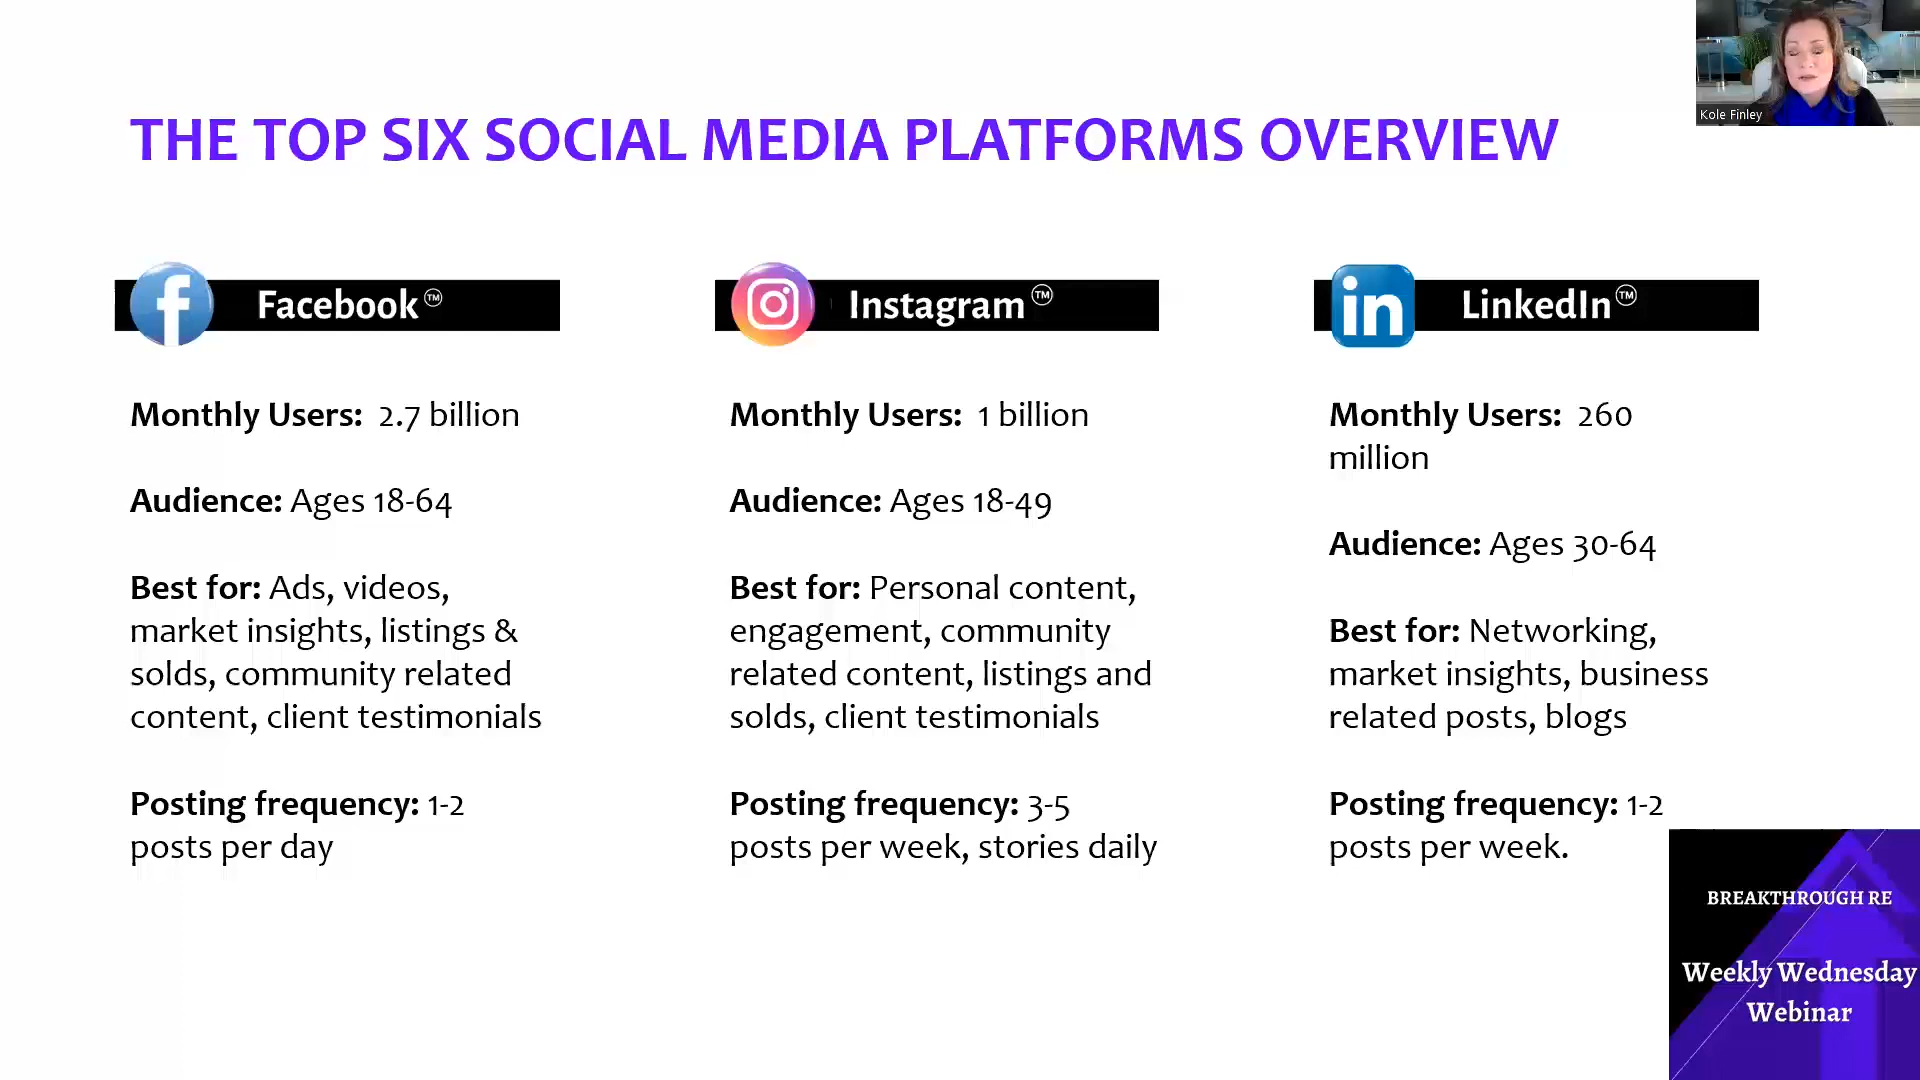 Kole Finley
THE TOP SIX SOCIAL MEDIA PLATFORMS OVERVIEW
Facebook™
Monthly Users: 2.7 billion
Audience: Ages 18-64
Best for: Ads, videos,
market insights, listings &
solds, community related
content, client testimonials
Posting frequency: 1-2
posts per day
Instagram™
Monthly Users: 1 billion
Audience: Ages 18-49
Best for: Personal content,
engagement, community
related content, listings and
solds, client testimonials
Posting frequency: 3-5
posts per week, stories daily
in
LinkedIn™
Monthly Users: 260
million
Audience: Ages 30-64
Best for: Networking,
market insights, business
related posts, blogs
Posting frequency: 1-2
posts per week.
BREAKTHROUGH RE
Weekly Wednesday
Webinar